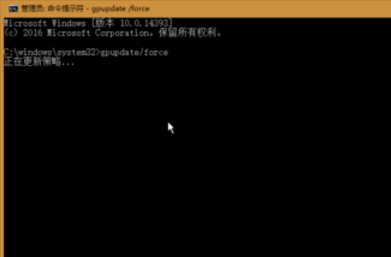 管理员: 命令提示符 - gpupdate /force
Microsoft Windows [版本 10.0.14393]
(c) 2016 Microsoft Corporation。保留所有权利。
C:\windows\system32>gpupdate/force
正在更新策略...